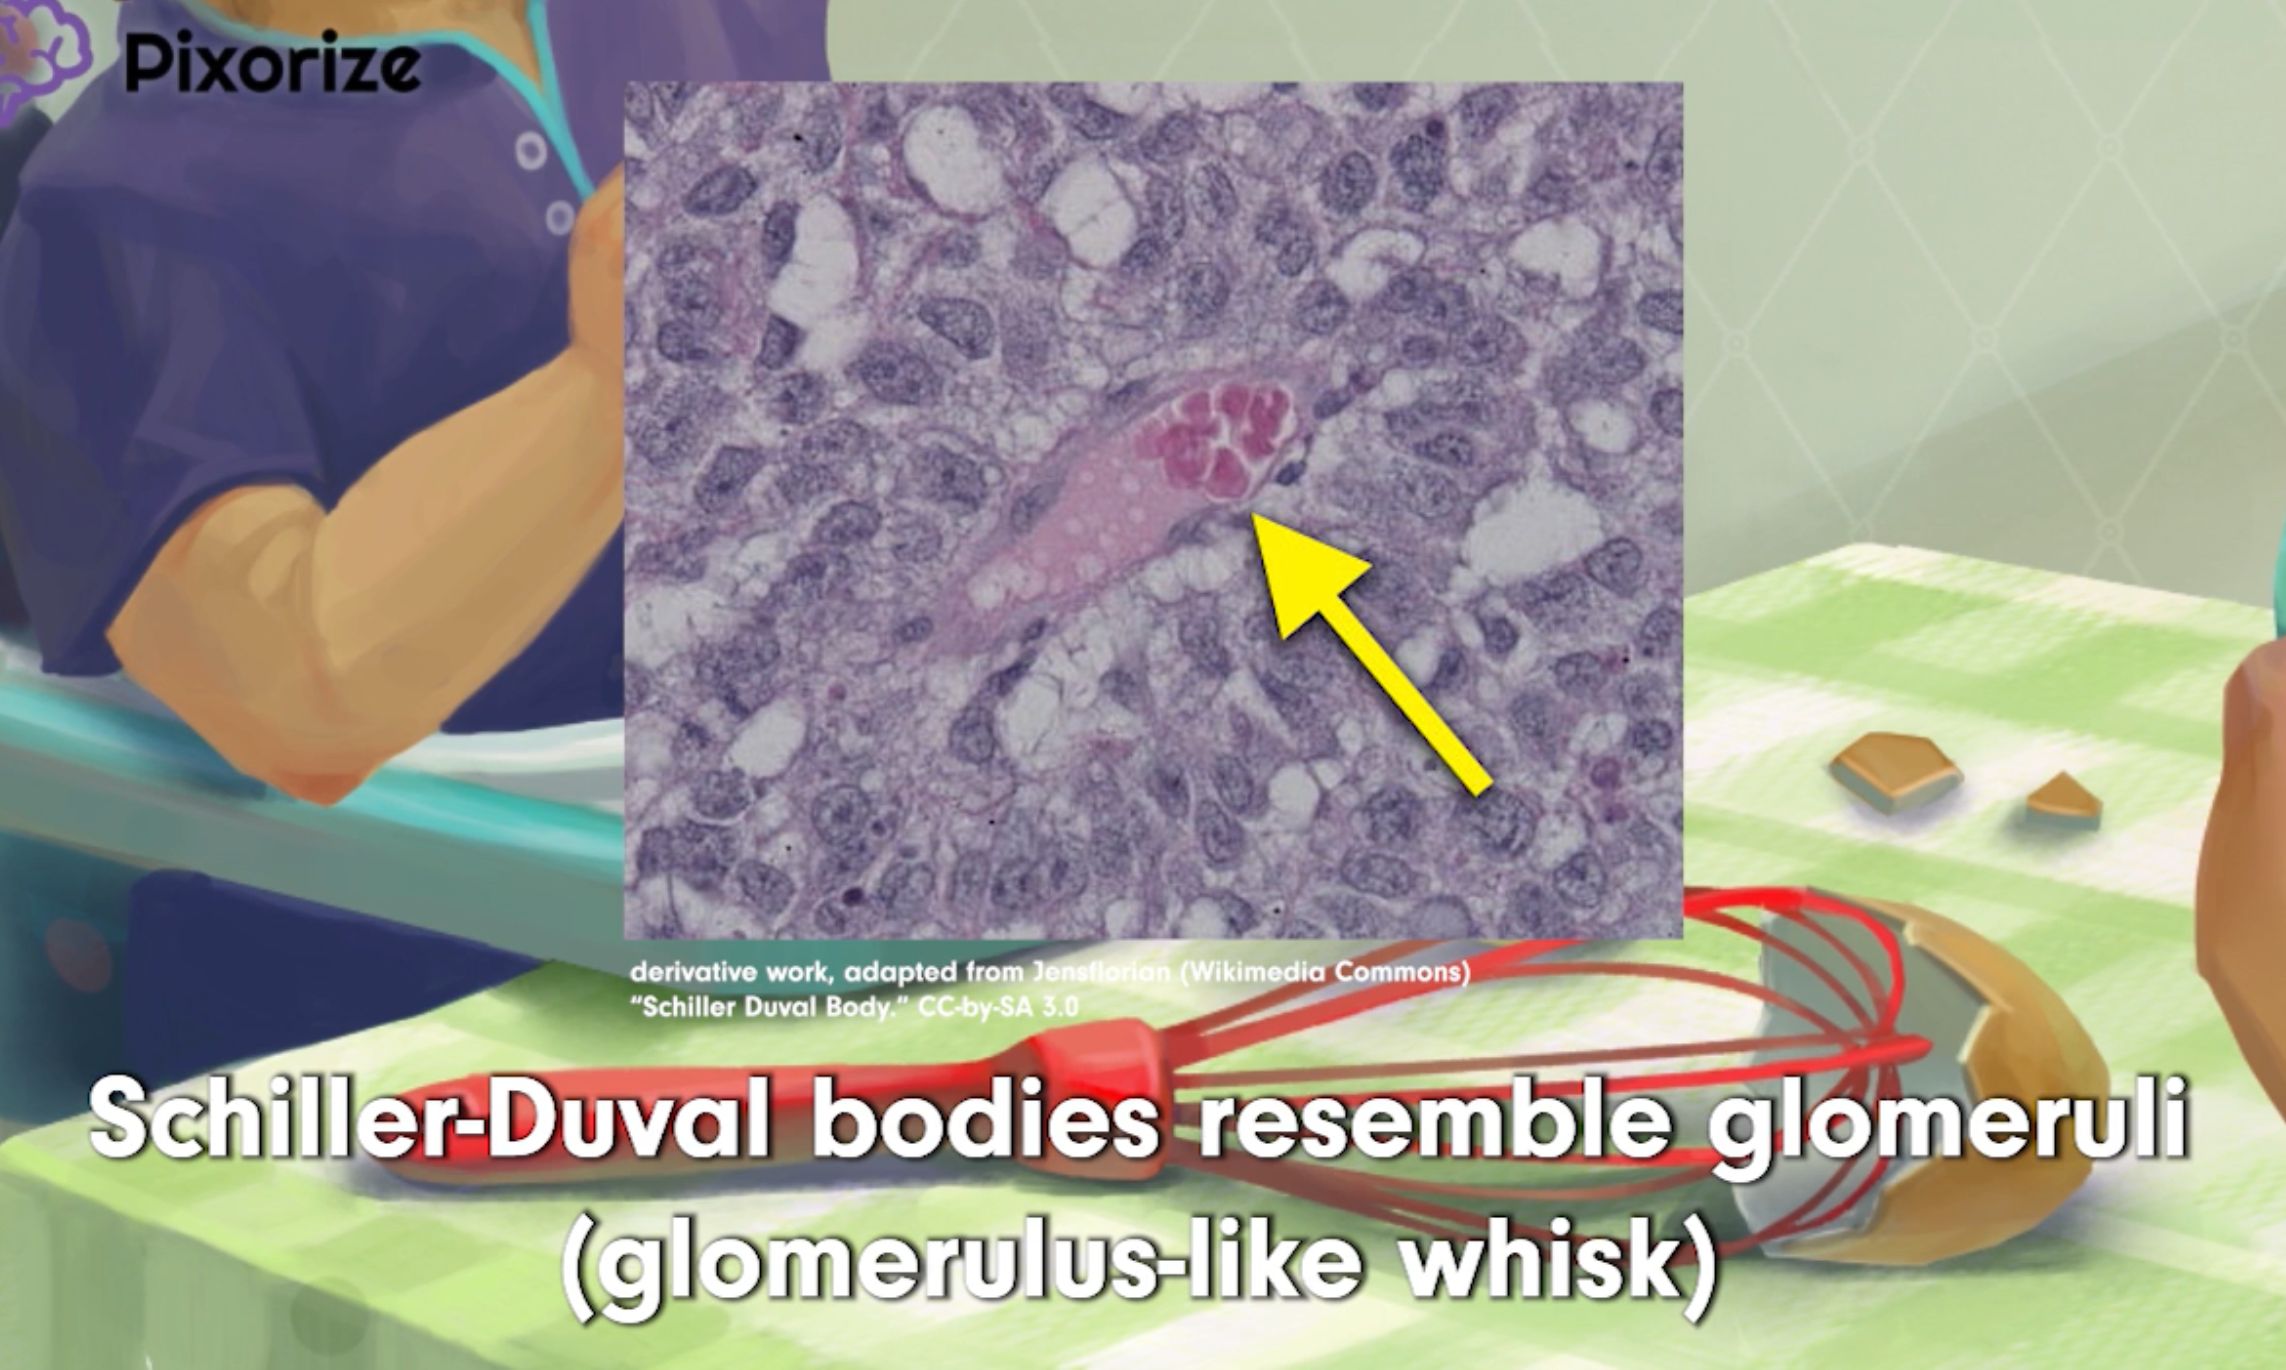 Pixorize
derivative work, adapted from Jensflorian (Wikimedia Commons)
“Schiller Duval Body.” CC-by-SA 3.0
Schiller-Duval bodies resemble glomeruli
(glomerulus-like whisk)